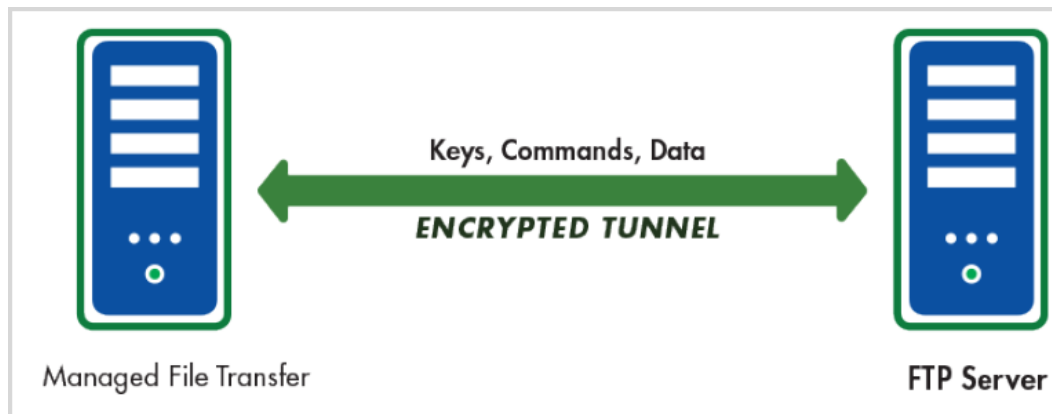 Keys, Commands, Data
ENCRYPTED TUNNEL
Managed File Transfer
FTP Server